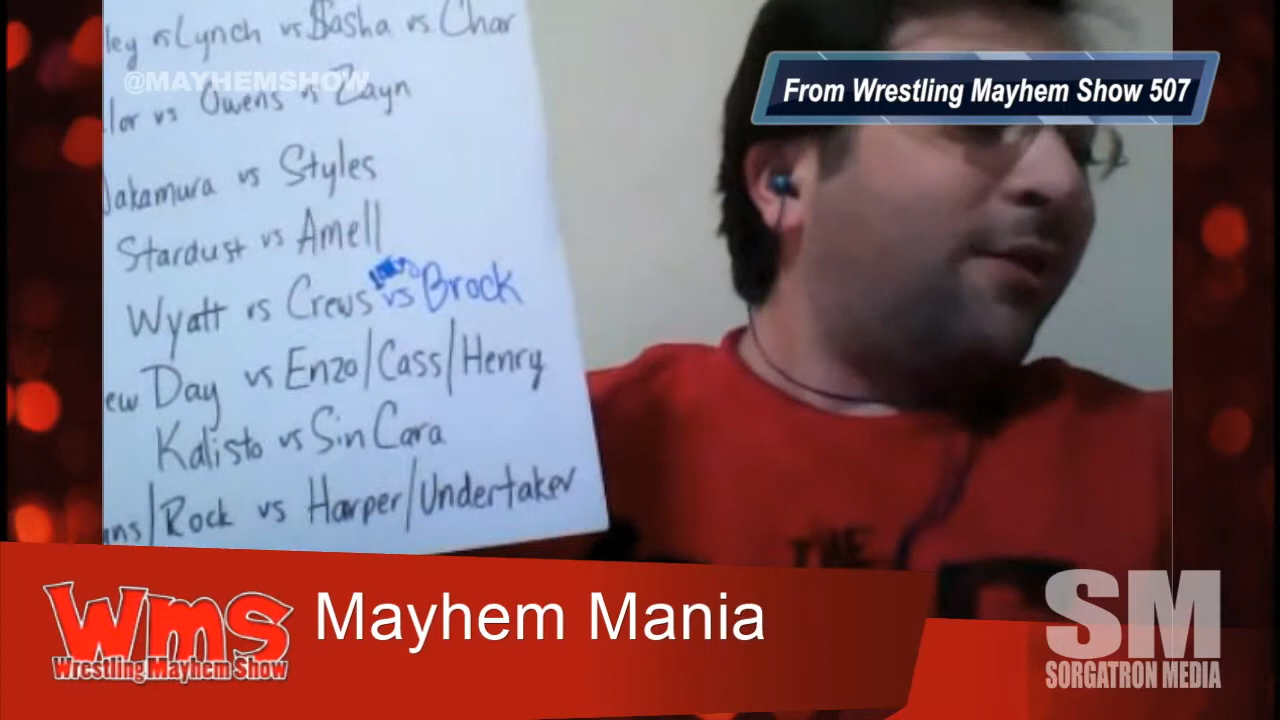 ley vs Lynch vs Sasha vs Char
@MAYHEMSHOW
lor vs Owens vs Zayn
From Wrestling Mayhem Show 507
Nakamura vs Styles
Stardust vs Amell
Wyatt vs Crews vs Brock
ew Day vs Enzo/Cass/Henry
Kalisto vs Sin Cara
ans/Rock vs Harper/Undertaker
THE
WMS
Wrestling Mayhem Show
Mayhem Mania
SM
SORGATRON MEDIA